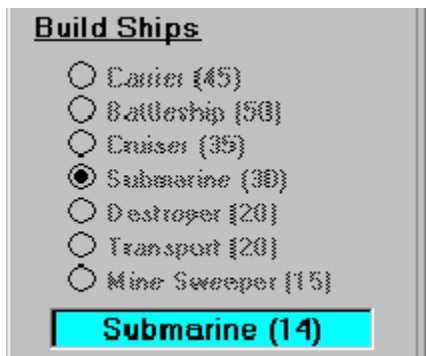 Build Ships
Carrier (45)
Battleship (50)
Cruiser (35)
Submarine (30)
Destroyer (20)
Transport (20)
Mine Sweeper (15)
Submarine (14)